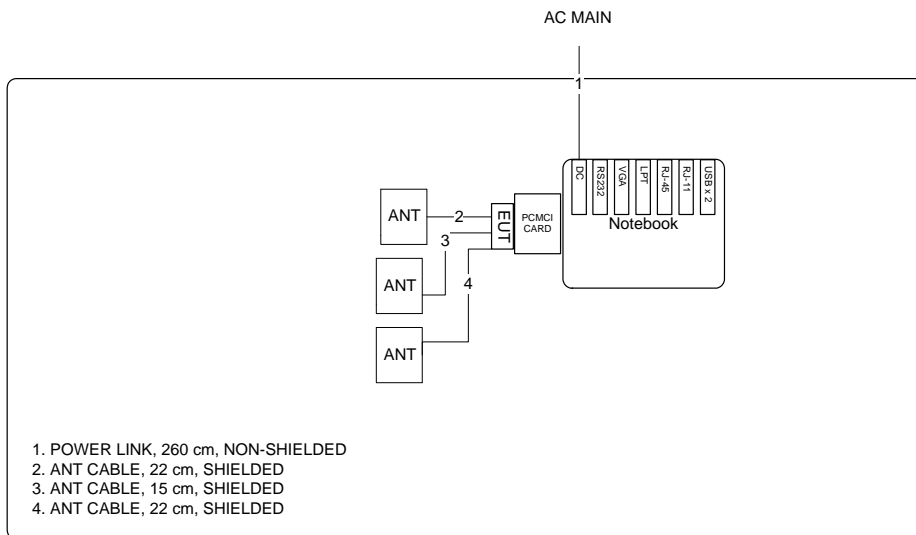 AC MAIN
1
DC
RS232
VGA
LPT
RJ-45
RJ-11
USB x 2
Notebook
PCMCI
CARD
EUT
ANT
2
3
ANT
4
ANT
1. POWER LINK, 260 cm, NON-SHIELDED
2. ANT CABLE, 22 cm, SHIELDED
3. ANT CABLE, 15 cm, SHIELDED
4. ANT CABLE, 22 cm, SHIELDED